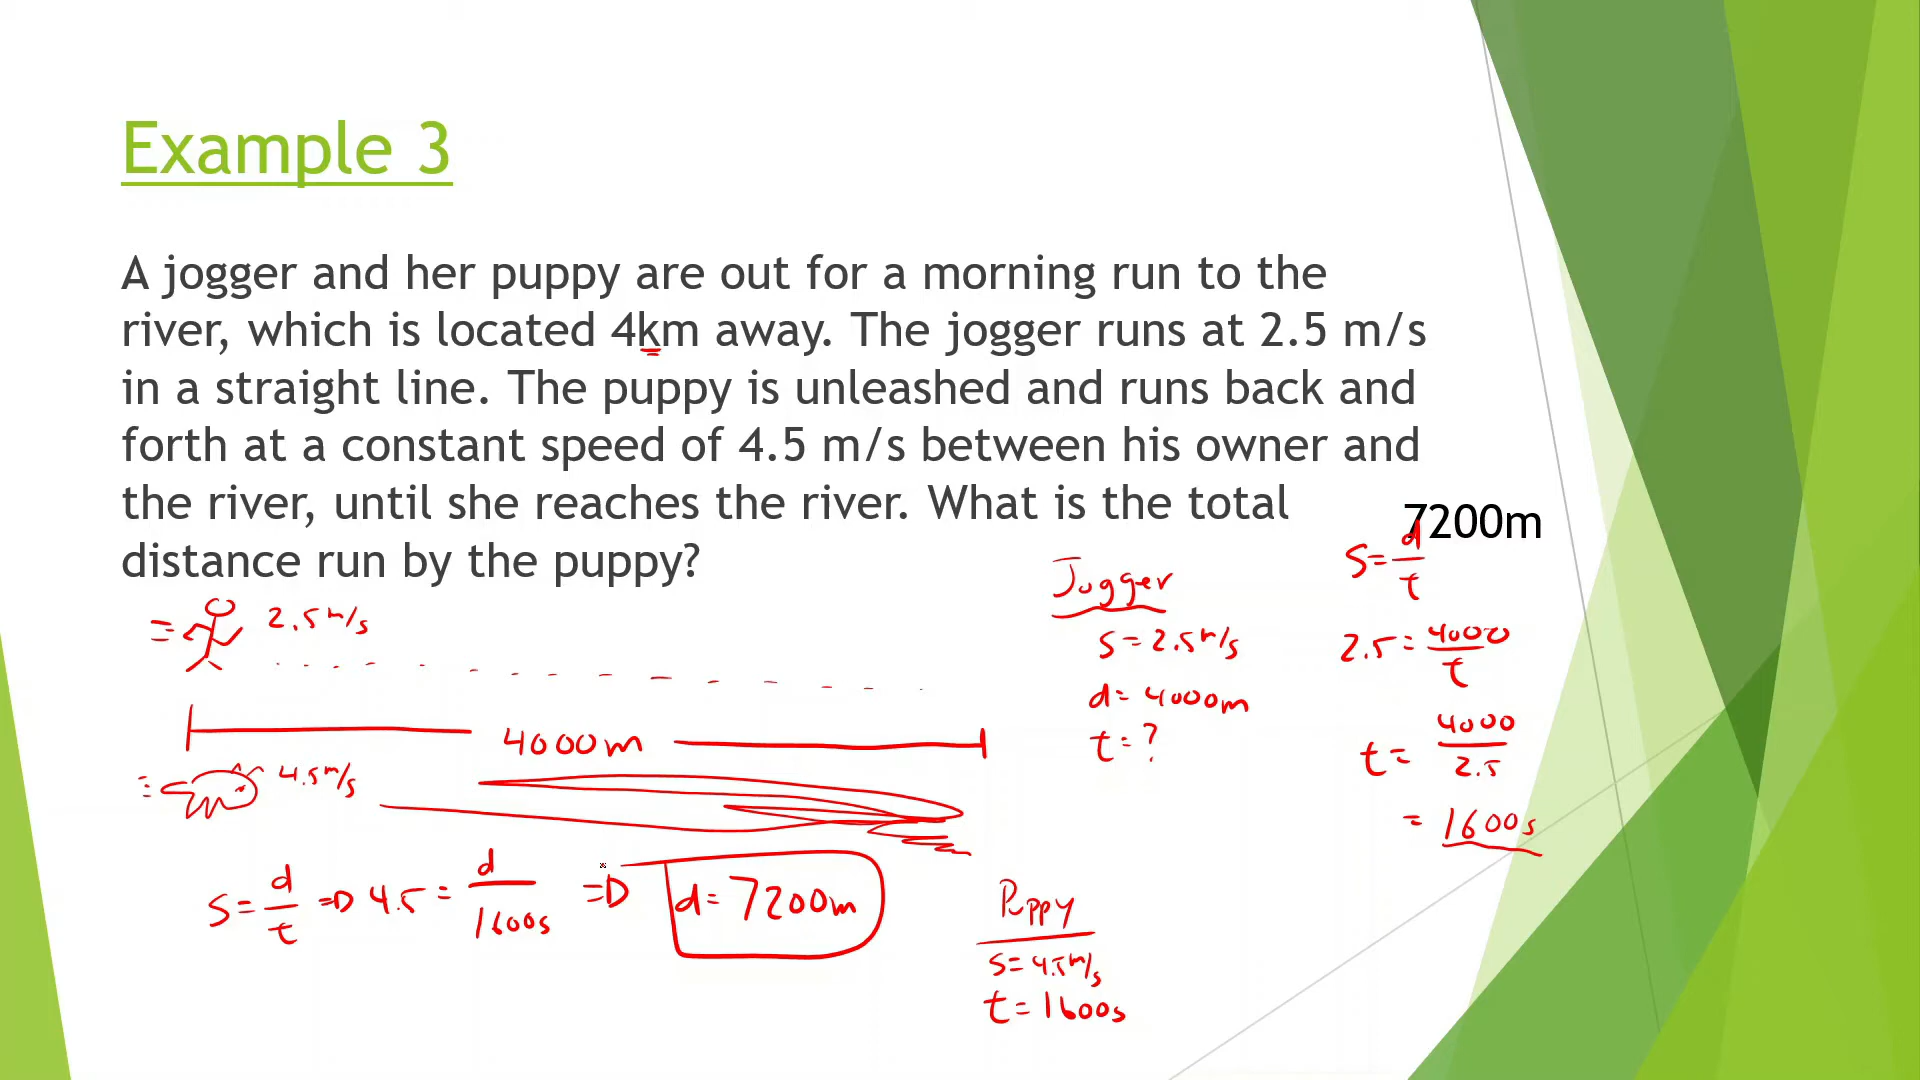 Example 3
A jogger and her puppy are out for a morning run to the
river, which is located 4km away. The jogger runs at 2.5 m/s
in a straight line. The puppy is unleashed and runs back and
forth at a constant speed of 4.5 m/s between his owner and
the river, until she reaches the river. What is the total
distance run by the puppy?
7200m
2.5 m/s
4000m
4.5 m/s
S = d/t => 4.5 = d/1600s => d = 7200m
Jogger
S = 2.5 m/s
d = 4000m
t = ?
S = d/t
2.5 = 4000/t
t = 4000/2.5
= 1600s
Puppy
S = 4.5 m/s
t = 1600s